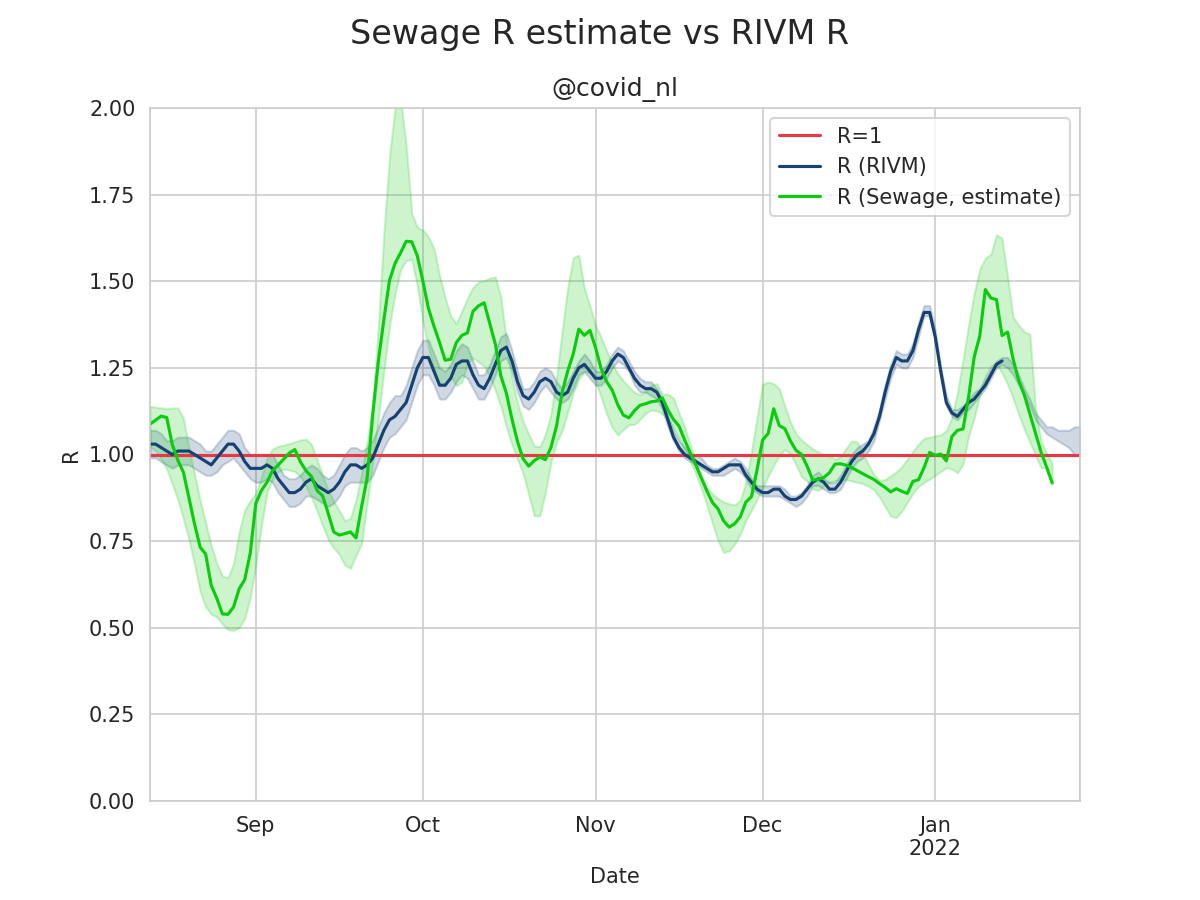 Sewage R estimate vs RIVM R
@covid_nl
R=1
R (RIVM)
R (Sewage, estimate)
2.00
1.75
1.50
1.25
1.00
0.75
0.50
0.25
0.00
R
Sep
Oct
Nov
Dec
Jan
2022
Date